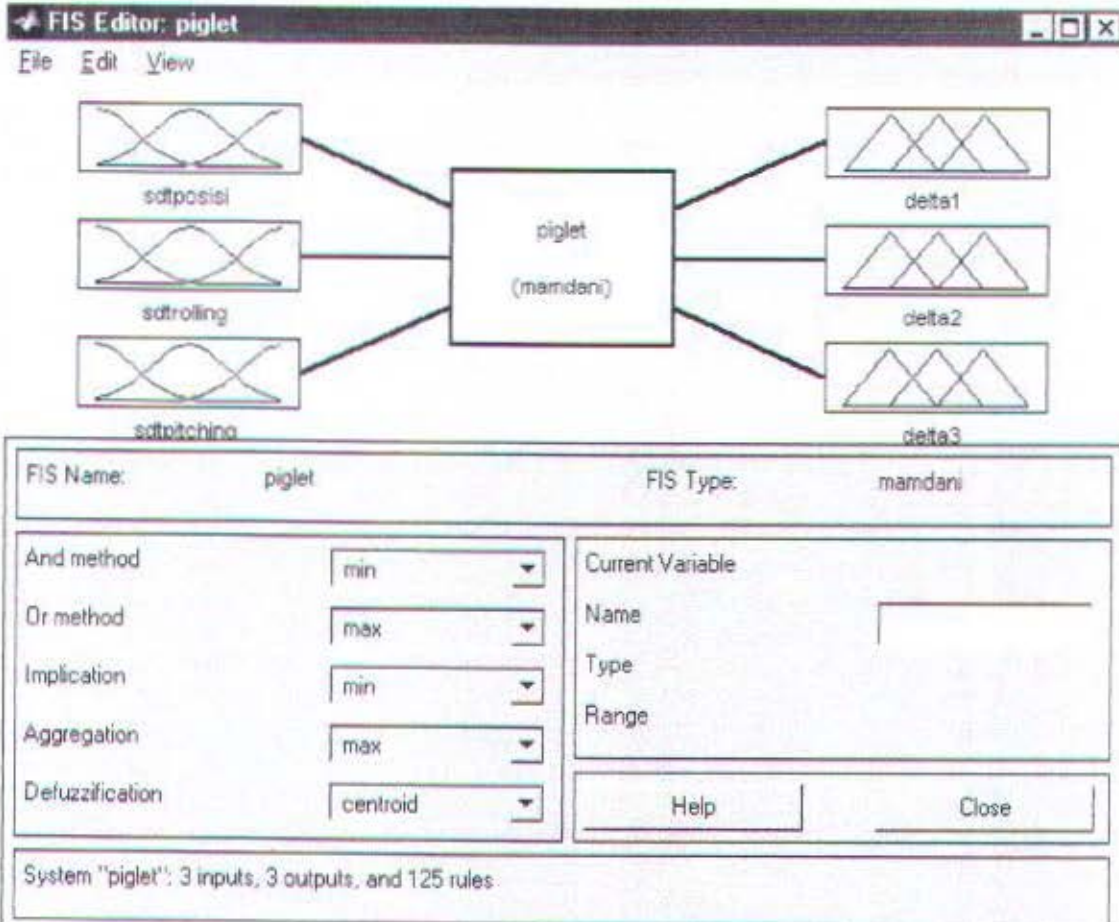 FIS Editor: piglet
File Edit View
sdtposisi
sdtrolling
sdtpitching
piglet
(mamdani)
delta1
delta2
delta3
FIS Name: piglet
FIS Type: mamdani
And method min
Or method max
Implication min
Aggregation max
Defuzzification centroid
Current Variable
Name
Type
Range
Help Close
System "piglet": 3 inputs, 3 outputs, and 125 rules